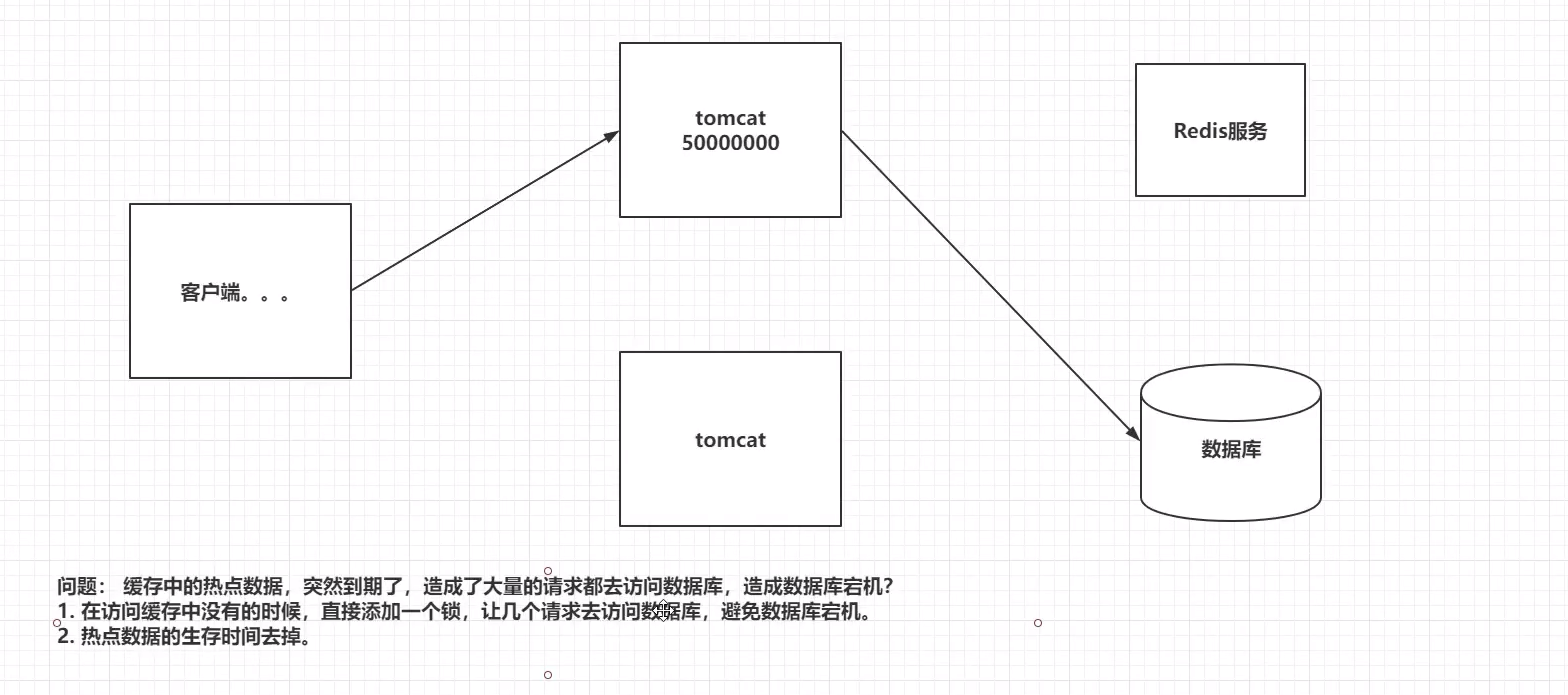 tomcat
50000000
Redis服务
客户端。。。
tomcat
数据库
问题： 缓存中的热点数据，突然到期了，造成了大量的请求都去访问数据库，造成数据库宕机？
1. 在访问缓存中没有的时候，直接添加一个锁，让几个请求去访问数据库，避免数据库宕机。
2. 热点数据的生存时间去掉。